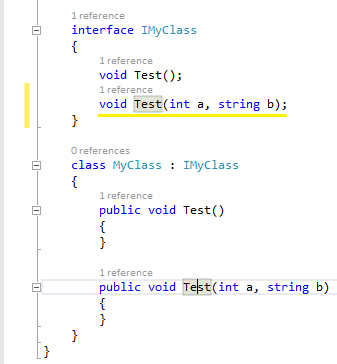 1 reference
interface IMyClass
{
1 reference
void Test();
1 reference
void Test(int a, string b);
}
0 references
class MyClass : IMyClass
{
1 reference
public void Test()
{
}
1 reference
public void Test(int a, string b)
{
}
}
}